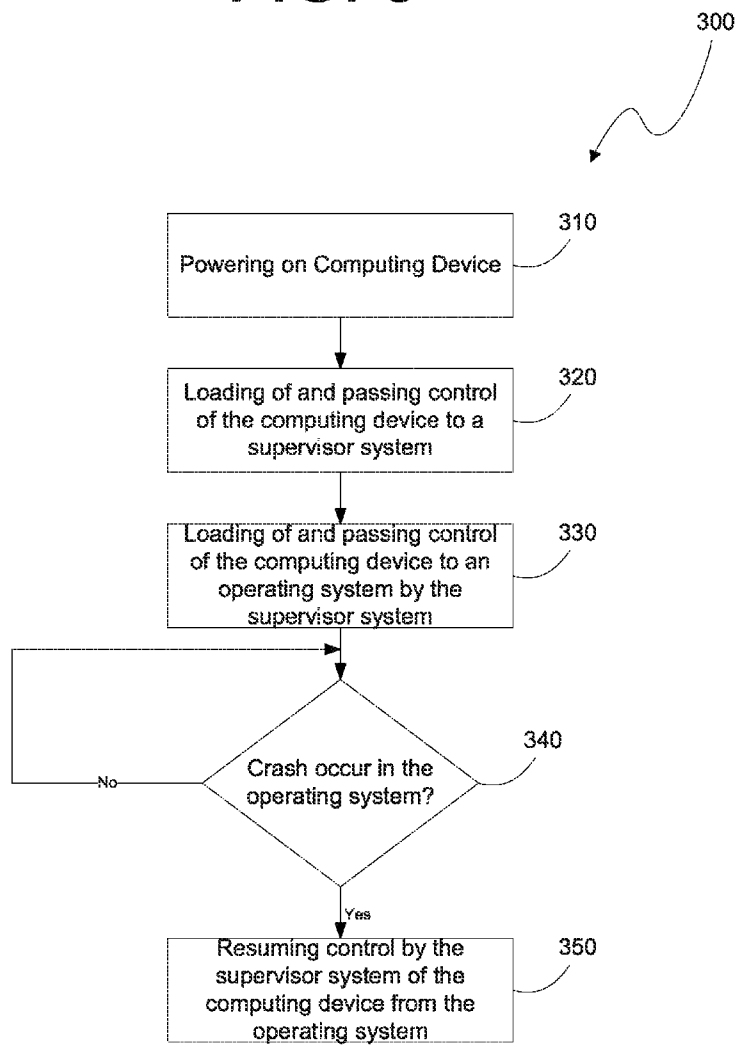 300
310
Powering on Computing Device
320
Loading of and passing control
of the computing device to a
supervisor system
330
Loading of and passing control
of the computing device to an
operating system by the
supervisor system
340
Crash occur in the
operating system?
No
Yes
350
Resuming control by the
supervisor system of the
computing device from the
operating system